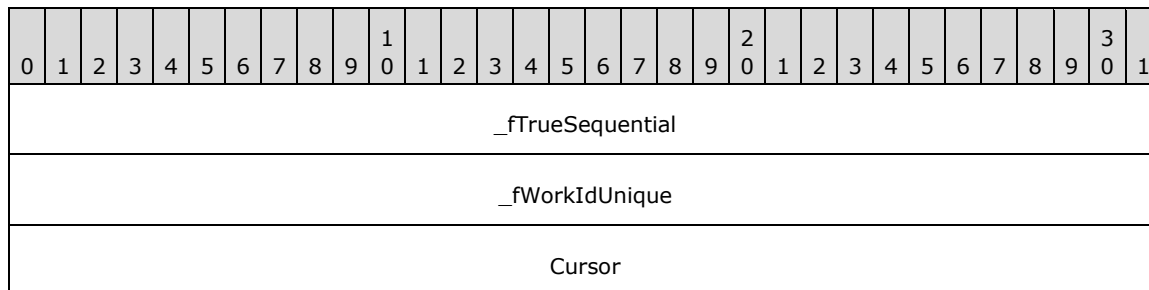 1 2 3
0 1 2 3 4 5 6 7 8 9 0 1 2 3 4 5 6 7 8 9 0 1 2 3 4 5 6 7 8 9 0 1
_fTrueSequential
_fWorkIdUnique
Cursor